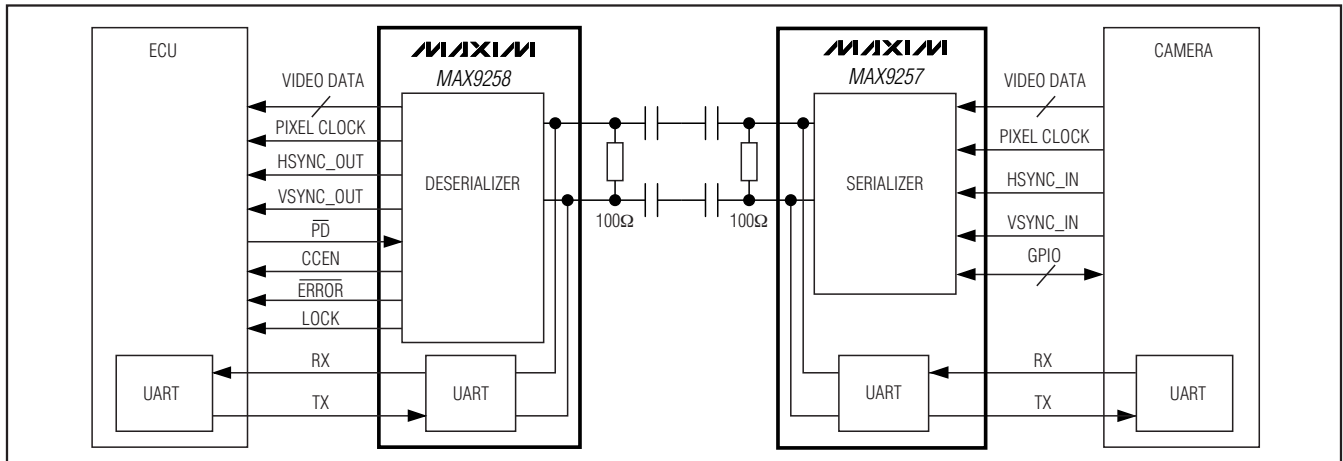 ECU
MAXIM
MAX9258
VIDEO DATA
PIXEL CLOCK
HSYNC_OUT
VSYNC_OUT
PD
CCEN
ERROR
LOCK
DESERIALIZER
UART
RX
TX
UART
100Ω
100Ω
MAXIM
MAX9257
SERIALIZER
UART
CAMERA
VIDEO DATA
PIXEL CLOCK
HSYNC_IN
VSYNC_IN
GPIO
RX
TX
UART